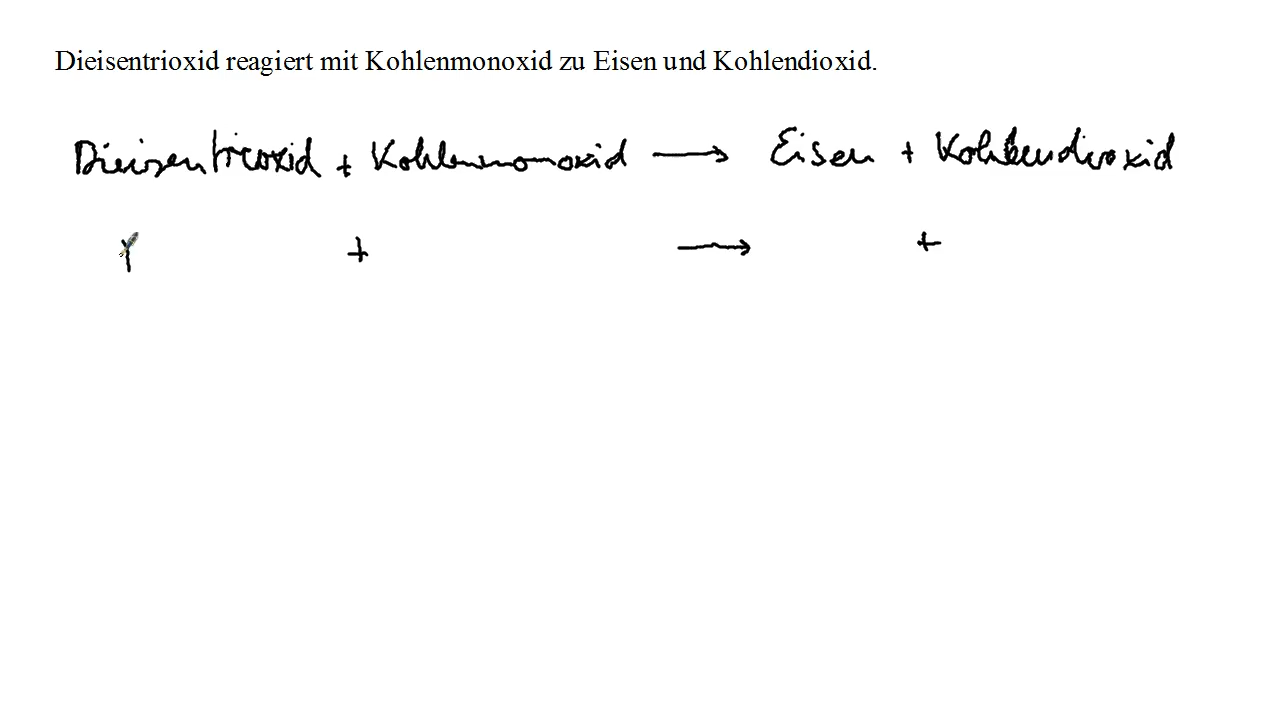 Dieisentrioxid reagiert mit Kohlenmonoxid zu Eisen und Kohlendioxid.
Dieisentrioxid + Kohlenmonoxid → Eisen + Kohlendioxid
+ → +